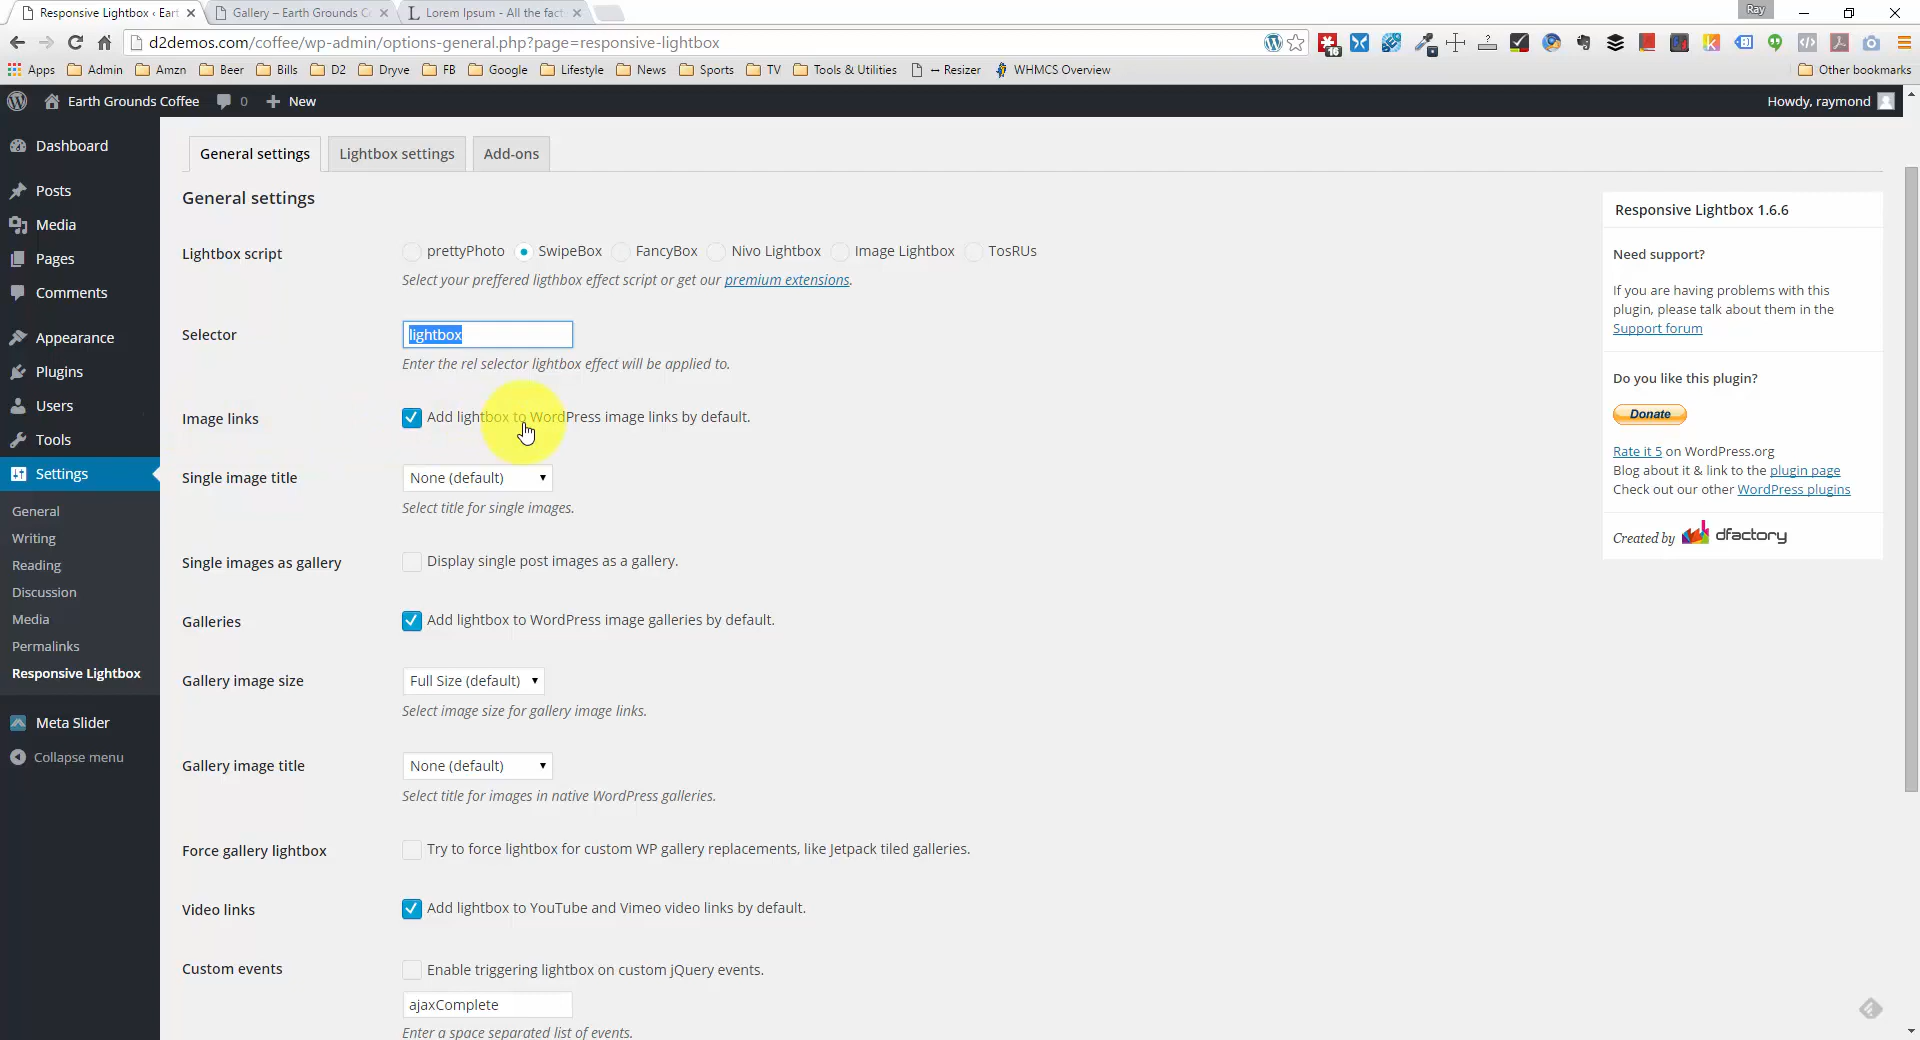 Responsive Lightbox ‹ Eart
Gallery – Earth Grounds C
Lorem Ipsum - All the fact
Ray
d2demos.com/coffee/wp-admin/options-general.php?page=responsive-lightbox
16
Apps Admin Amzn Beer Bills D2 Dryve FB Google Lifestyle News Sports TV Tools & Utilities ↔ Resizer WHMCS Overview Other bookmarks
Earth Grounds Coffee 0 + New Howdy, raymond
Dashboard
Posts
Media
Pages
Comments
Appearance
Plugins
Users
Tools
Settings
General
Writing
Reading
Discussion
Media
Permalinks
Responsive Lightbox
Meta Slider
Collapse menu
General settings Lightbox settings Add-ons
General settings
Lightbox script prettyPhoto SwipeBox FancyBox Nivo Lightbox Image Lightbox TosRUs
Select your preffered ligthbox effect script or get our premium extensions.
Selector lightbox
Enter the rel selector lightbox effect will be applied to.
Image links Add lightbox to WordPress image links by default.
Single image title None (default)
Select title for single images.
Single images as gallery Display single post images as a gallery.
Galleries Add lightbox to WordPress image galleries by default.
Gallery image size Full Size (default)
Select image size for gallery image links.
Gallery image title None (default)
Select title for images in native WordPress galleries.
Force gallery lightbox Try to force lightbox for custom WP gallery replacements, like Jetpack tiled galleries.
Video links Add lightbox to YouTube and Vimeo video links by default.
Custom events Enable triggering lightbox on custom jQuery events.
ajaxComplete
Enter a space separated list of events.
Responsive Lightbox 1.6.6
Need support?
If you are having problems with this
plugin, please talk about them in the
Support forum
Do you like this plugin?
Donate
Rate it 5 on WordPress.org
Blog about it & link to the plugin page
Check out our other WordPress plugins
Created by dfactory